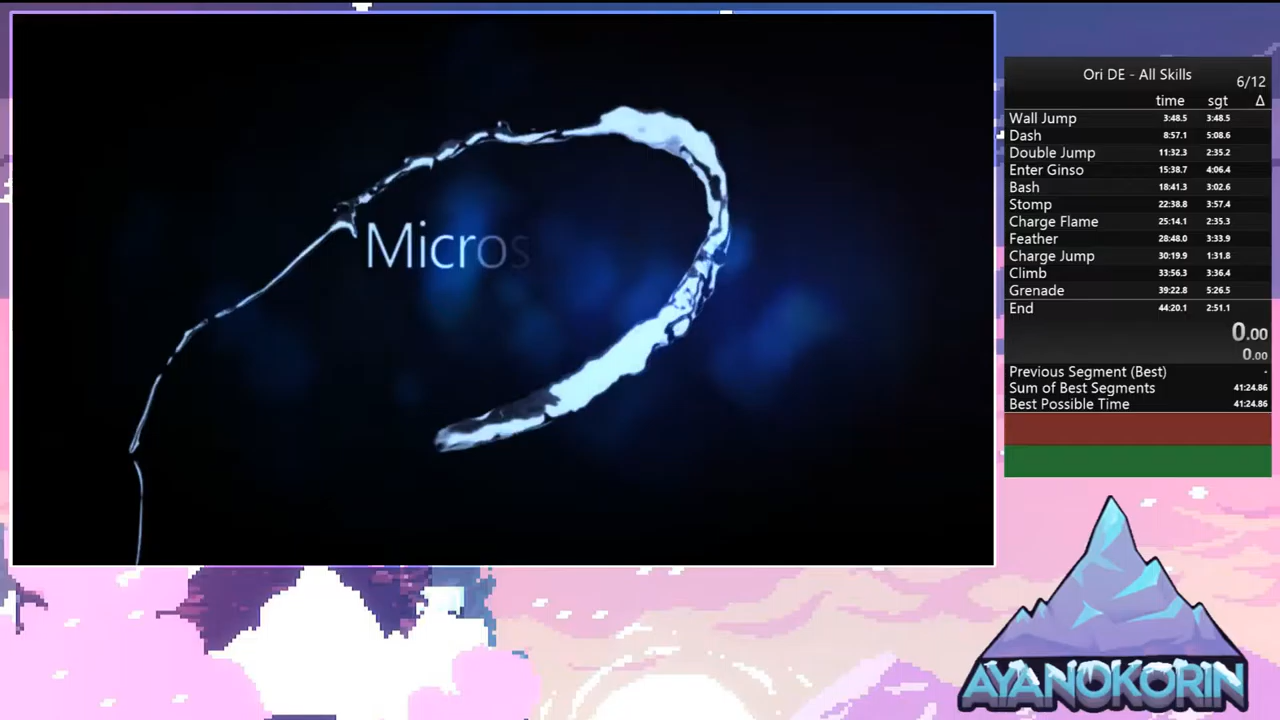 Micros
Ori DE - All Skills
6/12
time sgt Δ
Wall Jump 3:48.5 3:48.5
Dash 8:57.1 5:08.6
Double Jump 11:32.3 2:35.2
Enter Ginso 15:38.7 4:06.4
Bash 18:41.3 3:02.6
Stomp 22:38.8 3:57.4
Charge Flame 25:14.1 2:35.3
Feather 28:48.0 3:33.9
Charge Jump 30:19.9 1:31.8
Climb 33:56.3 3:36.4
Grenade 39:22.8 5:26.5
End 44:20.1 2:51.1
0.00
0.00
Previous Segment (Best) -
Sum of Best Segments 41:24.86
Best Possible Time 41:24.86
AYANOKORIN